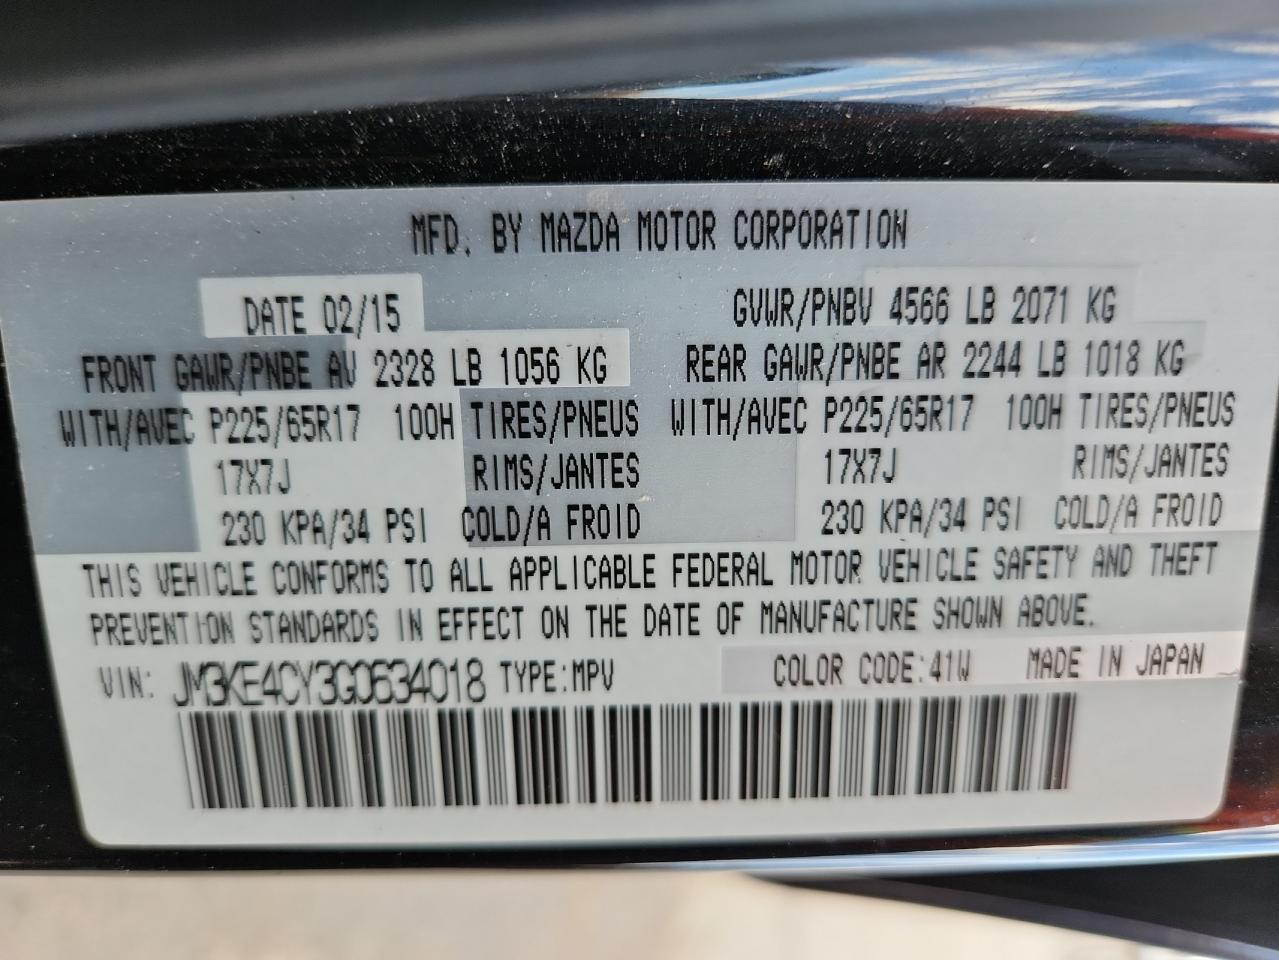 MFD. BY MAZDA MOTOR CORPORATION
DATE 02/15 GVWR/PNBV 4566 LB 2071 KG
FRONT GAWR/PNBE AV 2328 LB 1056 KG REAR GAWR/PNBE AR 2244 LB 1018 KG
WITH/AVEC P225/65R17 100H TIRES/PNEUS WITH/AVEC P225/65R17 100H TIRES/PNEUS
17X7J RIMS/JANTES 17X7J RIMS/JANTES
230 KPA/34 PSI COLD/A FROID 230 KPA/34 PSI COLD/A FROID
THIS VEHICLE CONFORMS TO ALL APPLICABLE FEDERAL MOTOR VEHICLE SAFETY AND THEFT
PREVENTION STANDARDS IN EFFECT ON THE DATE OF MANUFACTURE SHOWN ABOVE.
VIN: JM3KE4CY3G0634018 TYPE:MPV COLOR CODE:41W MADE IN JAPAN